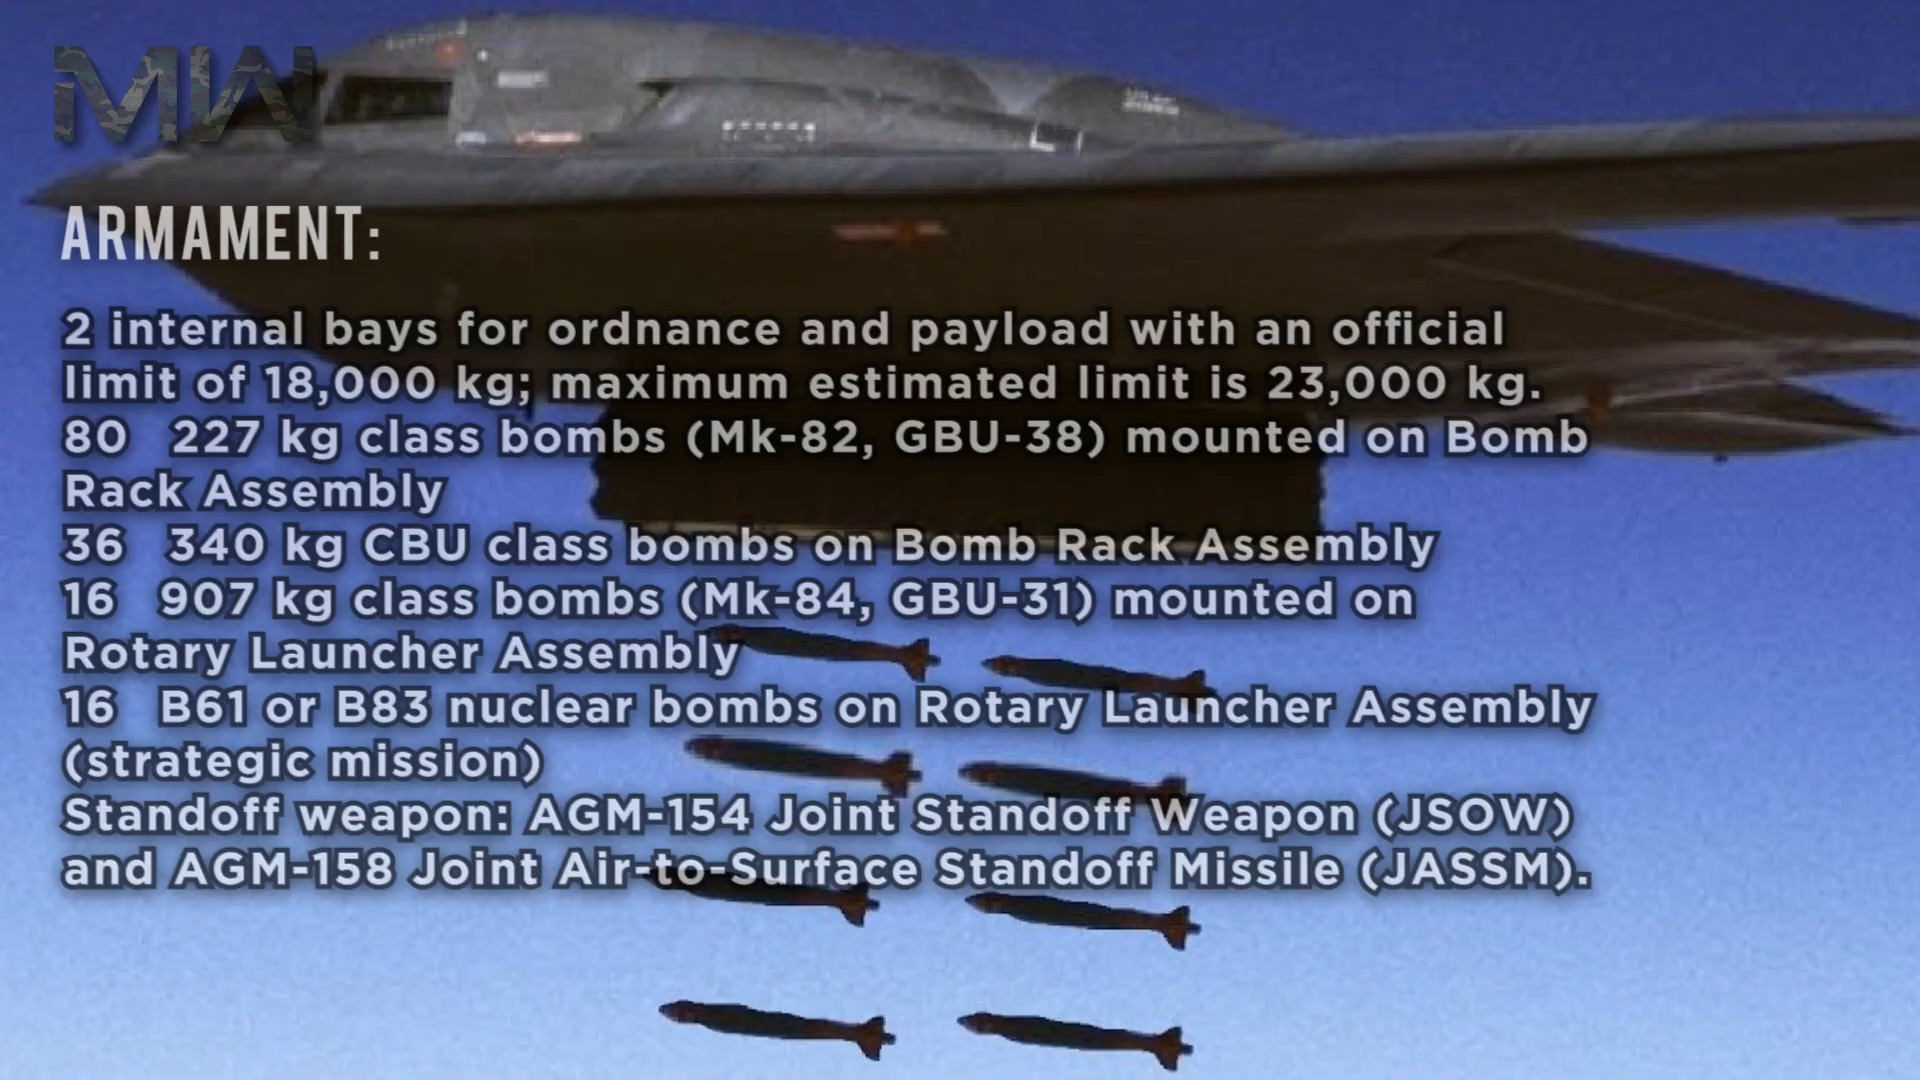 MW
ARMAMENT:
2 internal bays for ordnance and payload with an official
limit of 18,000 kg; maximum estimated limit is 23,000 kg.
80 227 kg class bombs (Mk-82, GBU-38) mounted on Bomb
Rack Assembly
36 340 kg CBU class bombs on Bomb Rack Assembly
16 907 kg class bombs (Mk-84, GBU-31) mounted on
Rotary Launcher Assembly
16 B61 or B83 nuclear bombs on Rotary Launcher Assembly
(strategic mission)
Standoff weapon: AGM-154 Joint Standoff Weapon (JSOW)
and AGM-158 Joint Air-to-Surface Standoff Missile (JASSM).